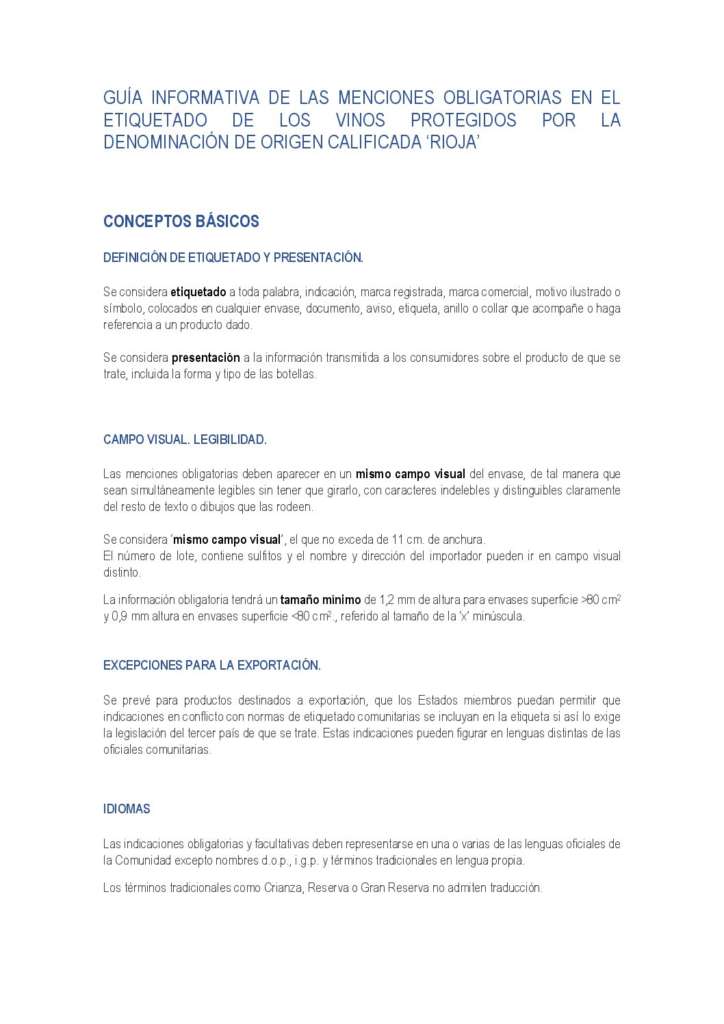 GUÍA INFORMATIVA DE LAS MENCIONES OBLIGATORIAS EN EL
ETIQUETADO DE LOS VINOS PROTEGIDOS POR LA
DENOMINACIÓN DE ORIGEN CALIFICADA ‘RIOJA’
CONCEPTOS BÁSICOS
DEFINICIÓN DE ETIQUETADO Y PRESENTACIÓN.
Se considera etiquetado a toda palabra, indicación, marca registrada, marca comercial, motivo ilustrado o
símbolo, colocados en cualquier envase, documento, aviso, etiqueta, anillo o collar que acompañe o haga
referencia a un producto dado.
Se considera presentación a la información transmitida a los consumidores sobre el producto de que se
trate, incluida la forma y tipo de las botellas.
CAMPO VISUAL. LEGIBILIDAD.
Las menciones obligatorias deben aparecer en un mismo campo visual del envase, de tal manera que
sean simultáneamente legibles sin tener que girarlo, con caracteres indelebles y distinguibles claramente
del resto de texto o dibujos que las rodeen.
Se considera ‘mismo campo visual’, el que no exceda de 11 cm. de anchura.
El número de lote, contiene sulfitos y el nombre y dirección del importador pueden ir en campo visual
distinto.
La información obligatoria tendrá un tamaño mínimo de 1,2 mm de altura para envases superficie >80 cm²
y 0,9 mm altura en envases superficie <80 cm²., referido al tamaño de la ‘x’ minúscula.
EXCEPCIONES PARA LA EXPORTACIÓN.
Se prevé para productos destinados a exportación, que los Estados miembros puedan permitir que
indicaciones en conflicto con normas de etiquetado comunitarias se incluyan en la etiqueta si así lo exige
la legislación del tercer país de que se trate. Estas indicaciones pueden figurar en lenguas distintas de las
oficiales comunitarias.
IDIOMAS
Las indicaciones obligatorias y facultativas deben representarse en una o varias de las lenguas oficiales de
la Comunidad excepto nombres d.o.p., i.g.p. y términos tradicionales en lengua propia.
Los términos tradicionales como Crianza, Reserva o Gran Reserva no admiten traducción.